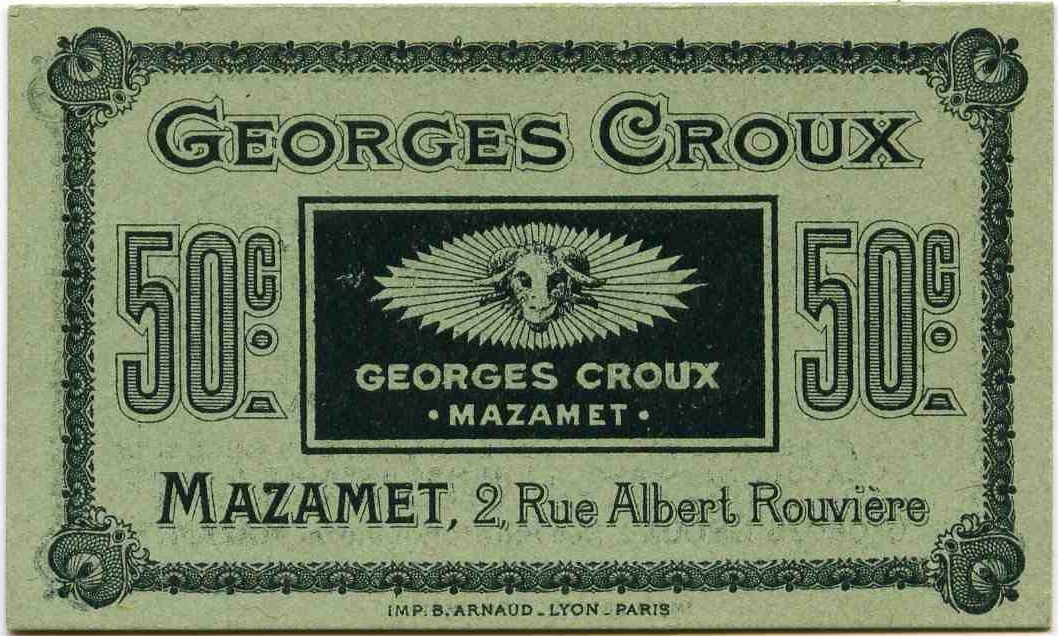 GEORGES CROUX
50C. 50C.
GEORGES CROUX
• MAZAMET •
MAZAMET, 2, Rue Albert Rouvière
IMP. B. ARNAUD - LYON - PARIS